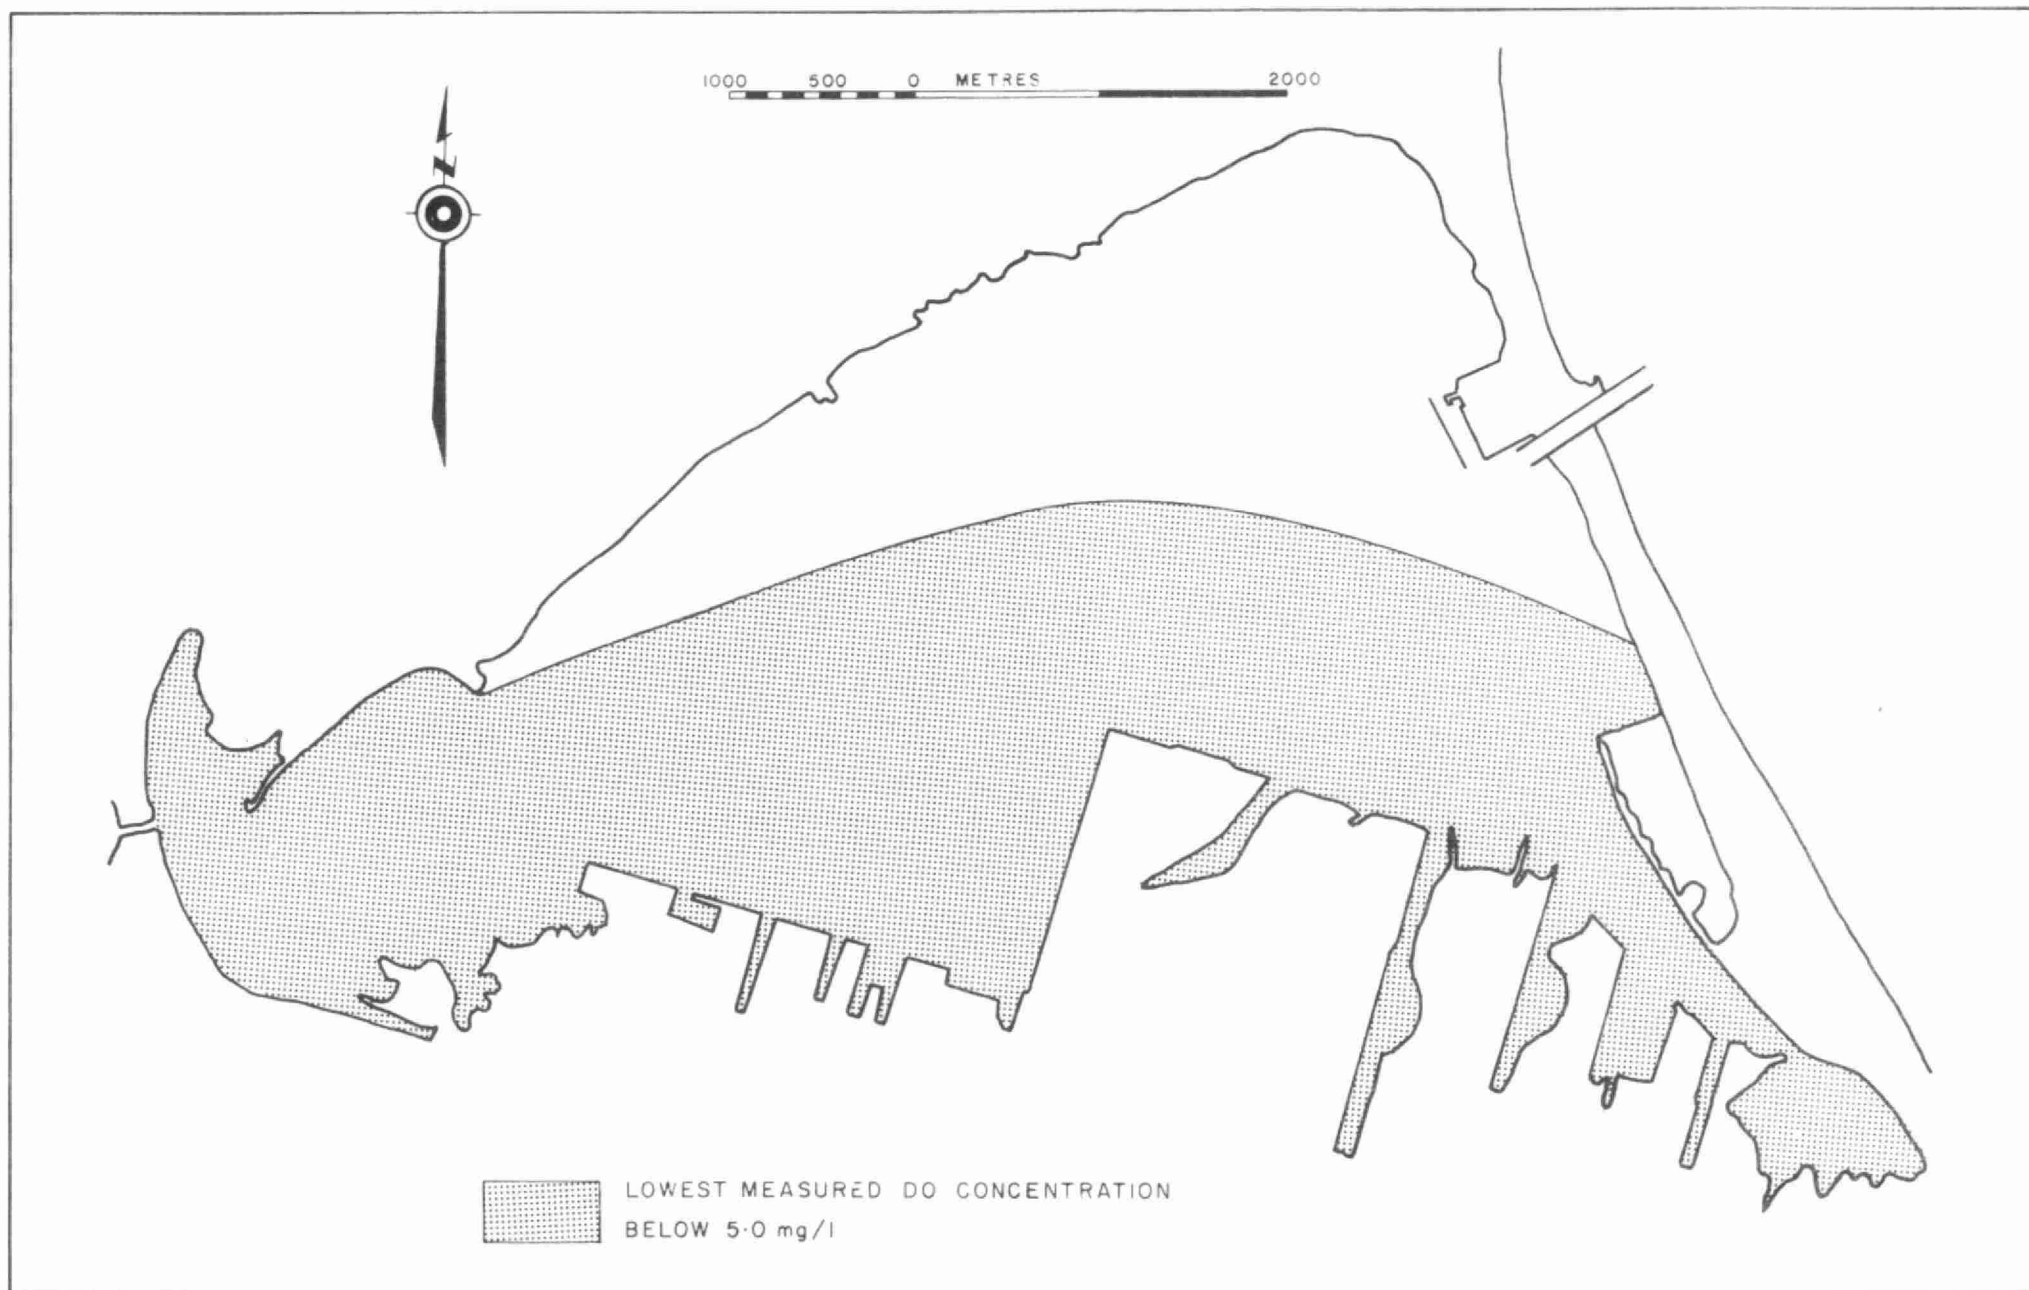 1000 500 0 METRES 2000
N
LOWEST MEASURED DO CONCENTRATION
BELOW 5·0 mg/l